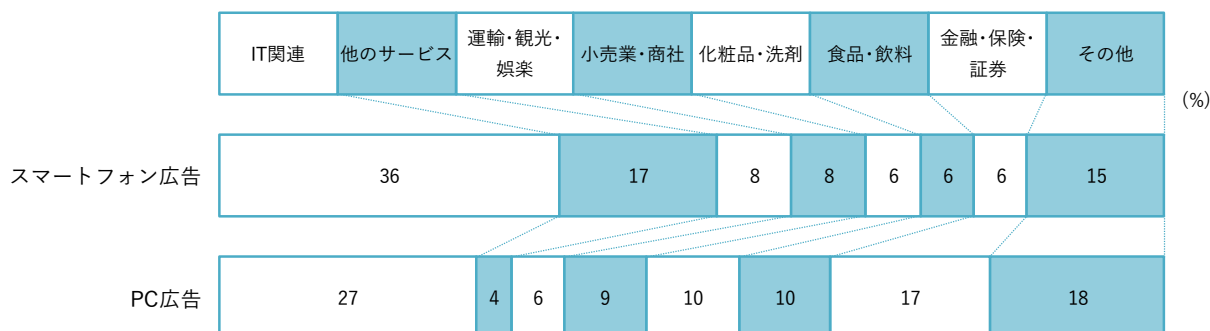 IT関連
他のサービス
運輸・観光・
娯楽
小売業・商社
化粧品・洗剤
食品・飲料
金融・保険・
証券
その他
(%)
スマートフォン広告
36
17
8
8
6
6
6
15
PC広告
27
4
6
9
10
10
17
18